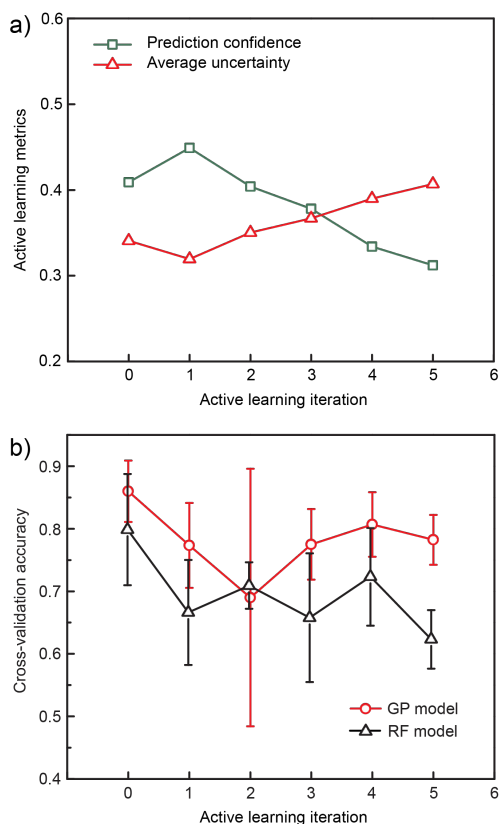 a)
0.6
Prediction confidence
Average uncertainty
0.5
0.4
0.3
0.2
Active learning metrics
0 1 2 3 4 5 6
Active learning iteration
b)
0.9
0.8
0.7
0.6
0.5
0.4
Cross-validation accuracy
GP model
RF model
0 1 2 3 4 5 6
Active learning iteration